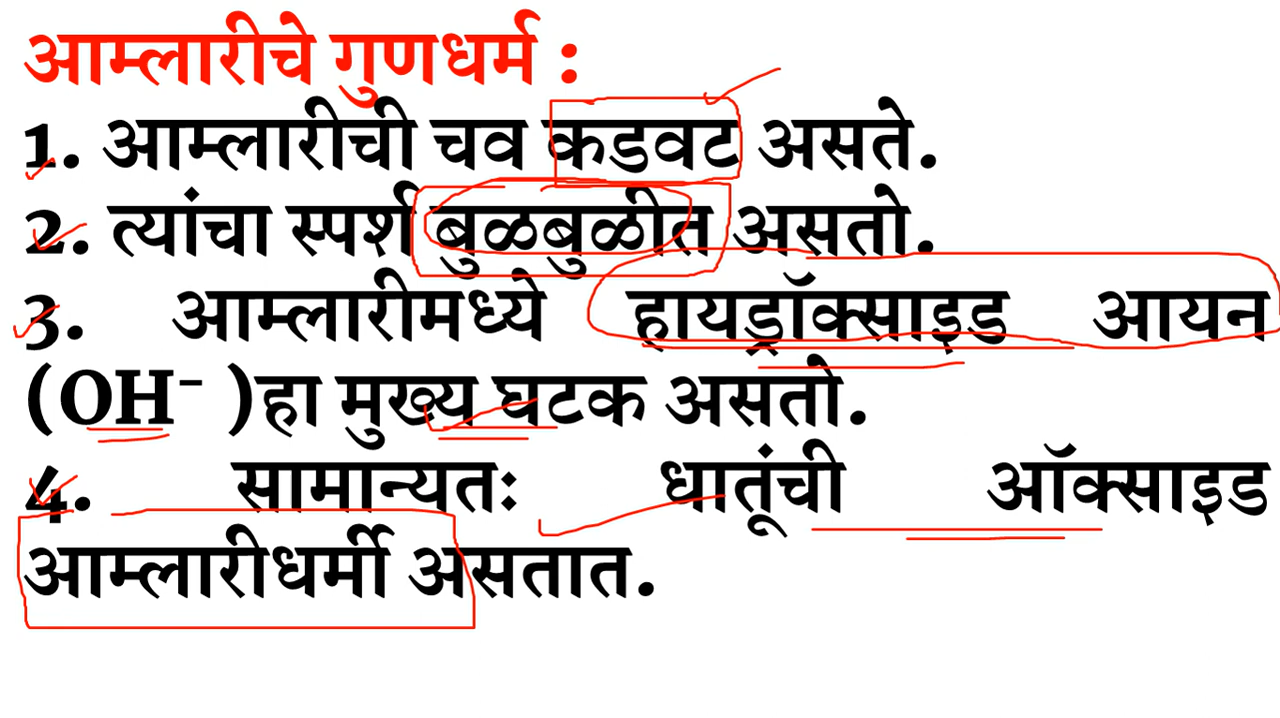 आम्लारीचे गुणधर्म :
1. आम्लारीची चव कडवट असते.
2. त्यांचा स्पर्श बुळबुळीत असतो.
3. आम्लारीमध्ये हायड्रॉक्साइड आयन
(OH⁻ )हा मुख्य घटक असतो.
4. सामान्यतः धातूंची ऑक्साइड
आम्लारीधर्मी असतात.